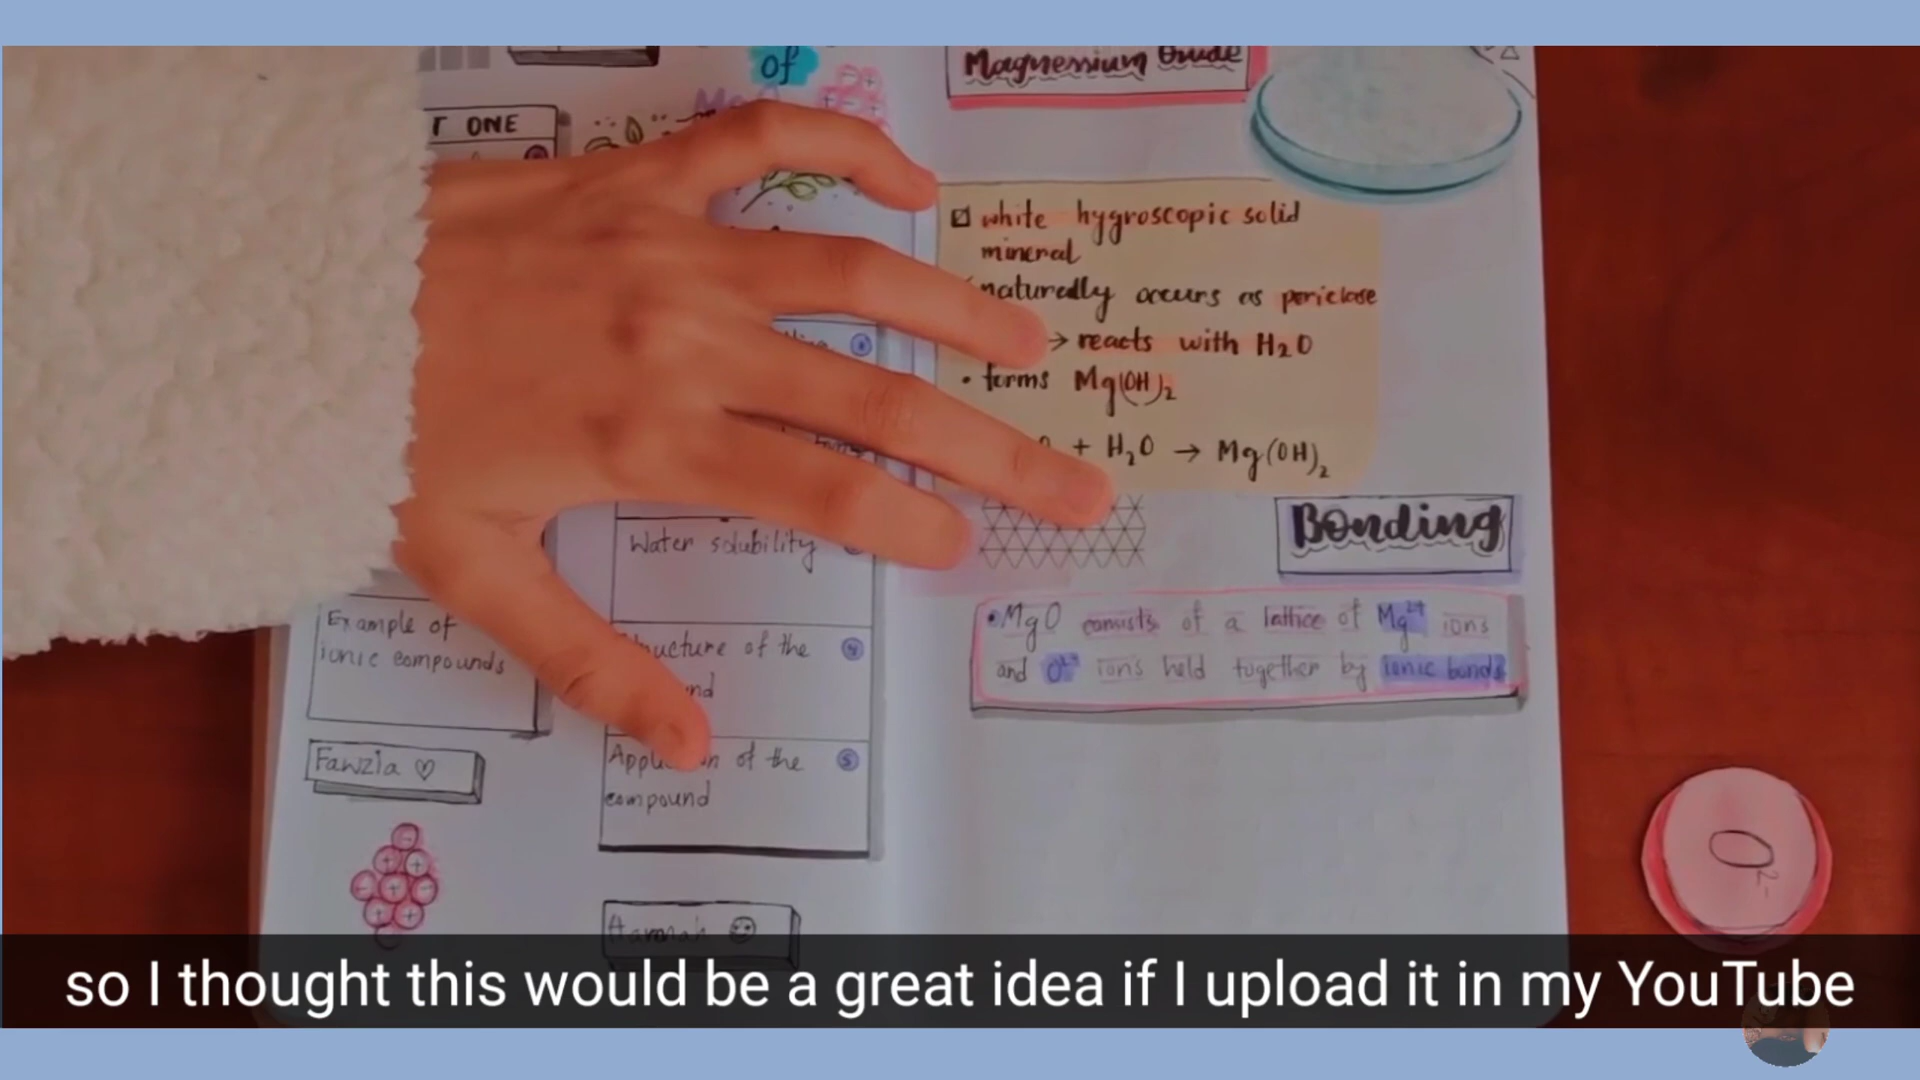 of
T ONE
Water solubility
of the
Application of the
compound
Example of
ionic compounds
Fawzia
Hannah
Magnessium Oxide
white hygroscopic solid
mineral
naturally occurs as periclase
→ reacts with H₂O
• forms Mg(OH)₂
+ H₂O → Mg(OH)₂
Bonding
• MgO consists of a lattice of Mg²⁺ ions
and ions held together by ionic bonds
O²⁻
so I thought this would be a great idea if I upload it in my YouTube